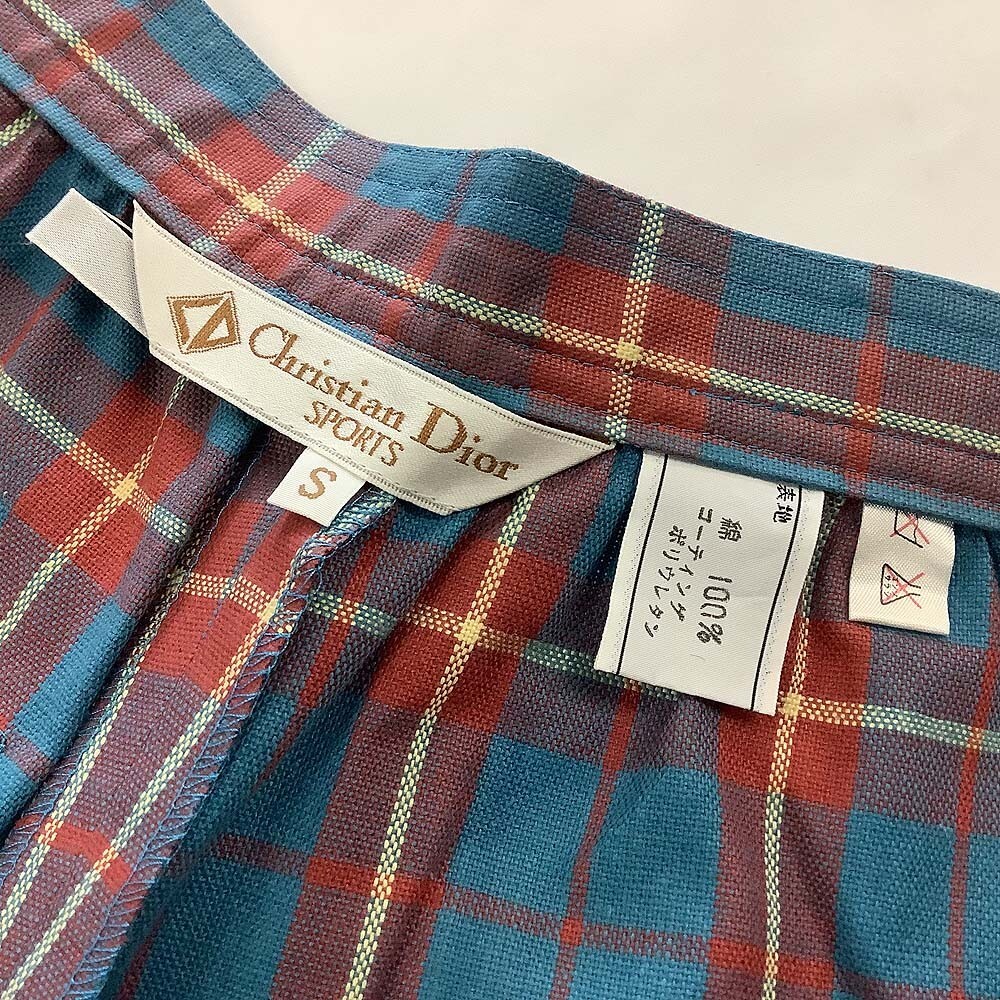 CD
Christian Dior
SPORTS
S
表地
綿 100%
コーティング
ポリウレタン